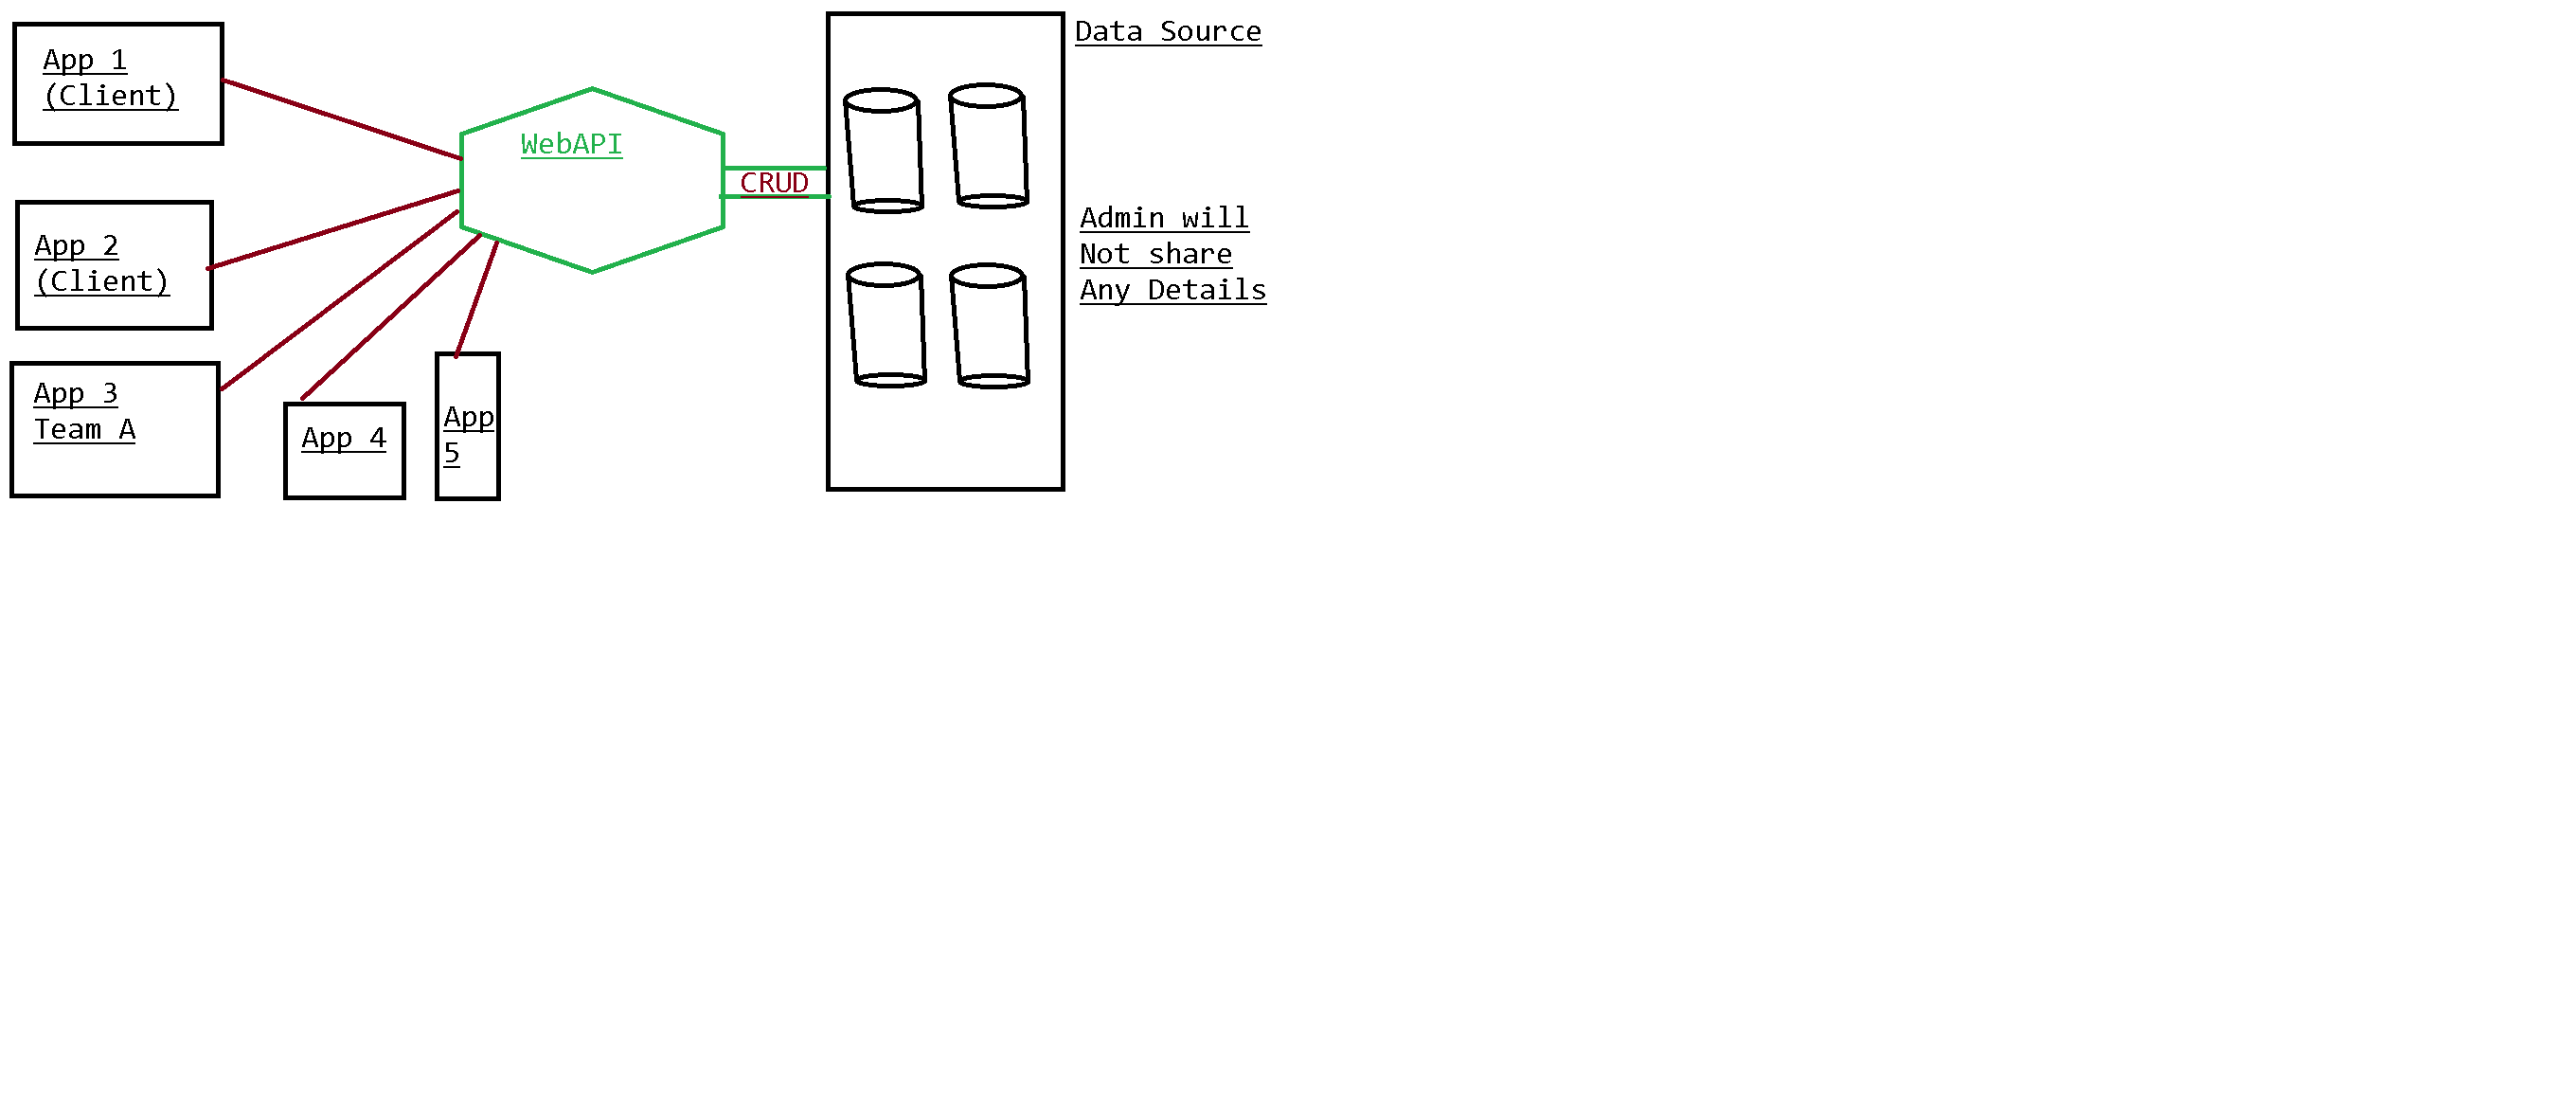 App 1
(Client)
App 2
(Client)
App 3
Team A
App 4
App
5
WebAPI
CRUD
Data Source
Admin will
Not share
Any Details